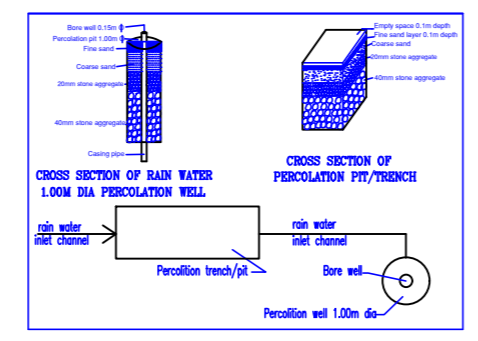 Bore well 0.15m ф
Percolation pit 1.00m ф
Fine sand
Coarse sand
20mm stone aggregate
40mm stone aggregate
Casing pipe
CROSS SECTION OF RAIN WATER
1.00M DIA PERCOLATION WELL
Empty space 0.1m depth
Fine sand layer 0.1m depth
Coarse sand
20mm stone aggregate
40mm stone aggregate
CROSS SECTION OF
PERCOLATION PIT/TRENCH
rain water
inlet channel
Percolition trench/pit
rain water
inlet channel
Bore well
Percolition well 1.00m dia